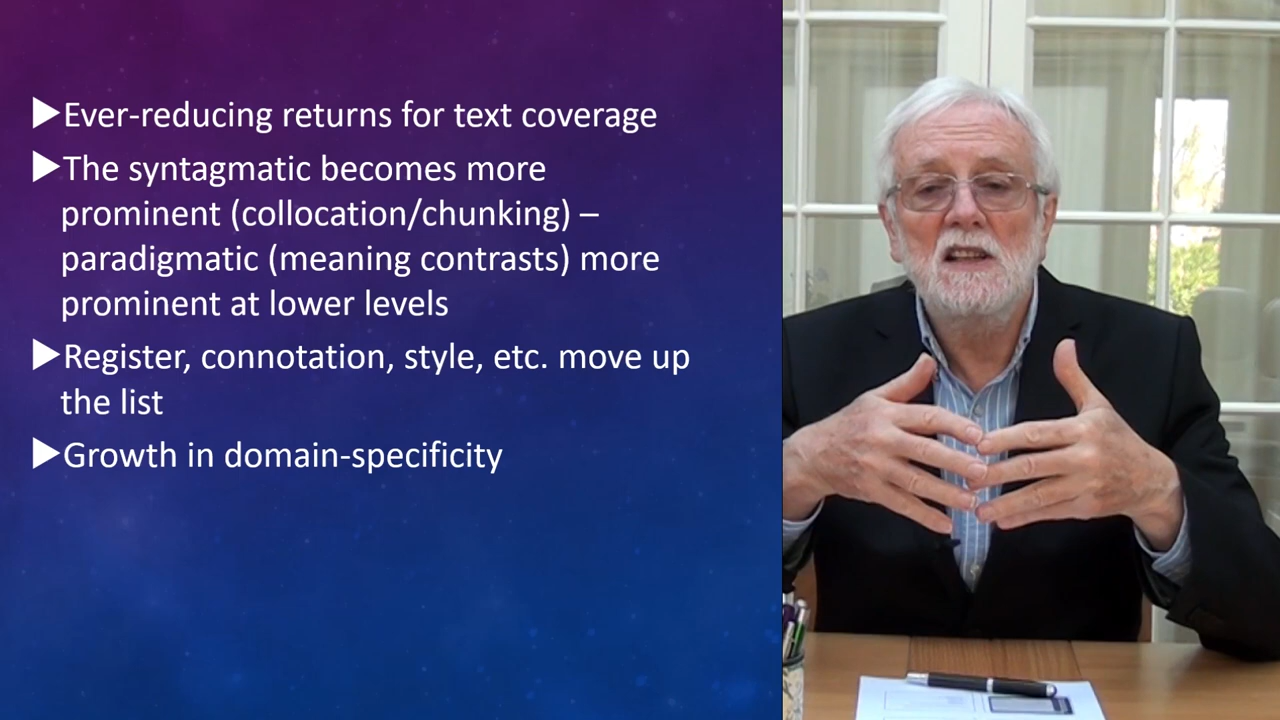 Ever-reducing returns for text coverage
The syntagmatic becomes more
prominent (collocation/chunking) –
paradigmatic (meaning contrasts) more
prominent at lower levels
Register, connotation, style, etc. move up
the list
Growth in domain-specificity